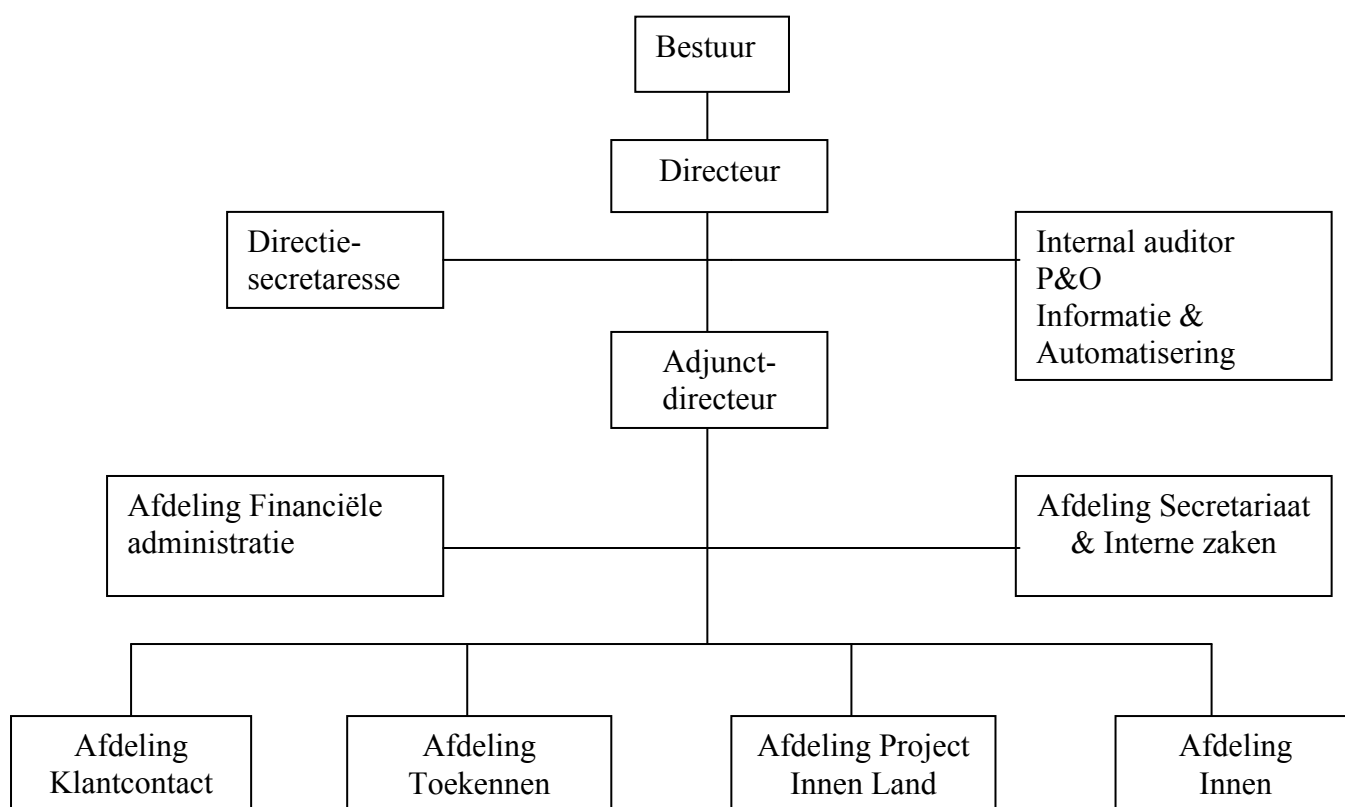 Bestuur
Directeur
Directie-
secretaresse
Internal auditor
P&O
Informatie &
Automatisering
Adjunct-
directeur
Afdeling Financiële
administratie
Afdeling Secretariaat
& Interne zaken
Afdeling
Klantcontact
Afdeling
Toekennen
Afdeling Project
Innen Land
Afdeling
Innen